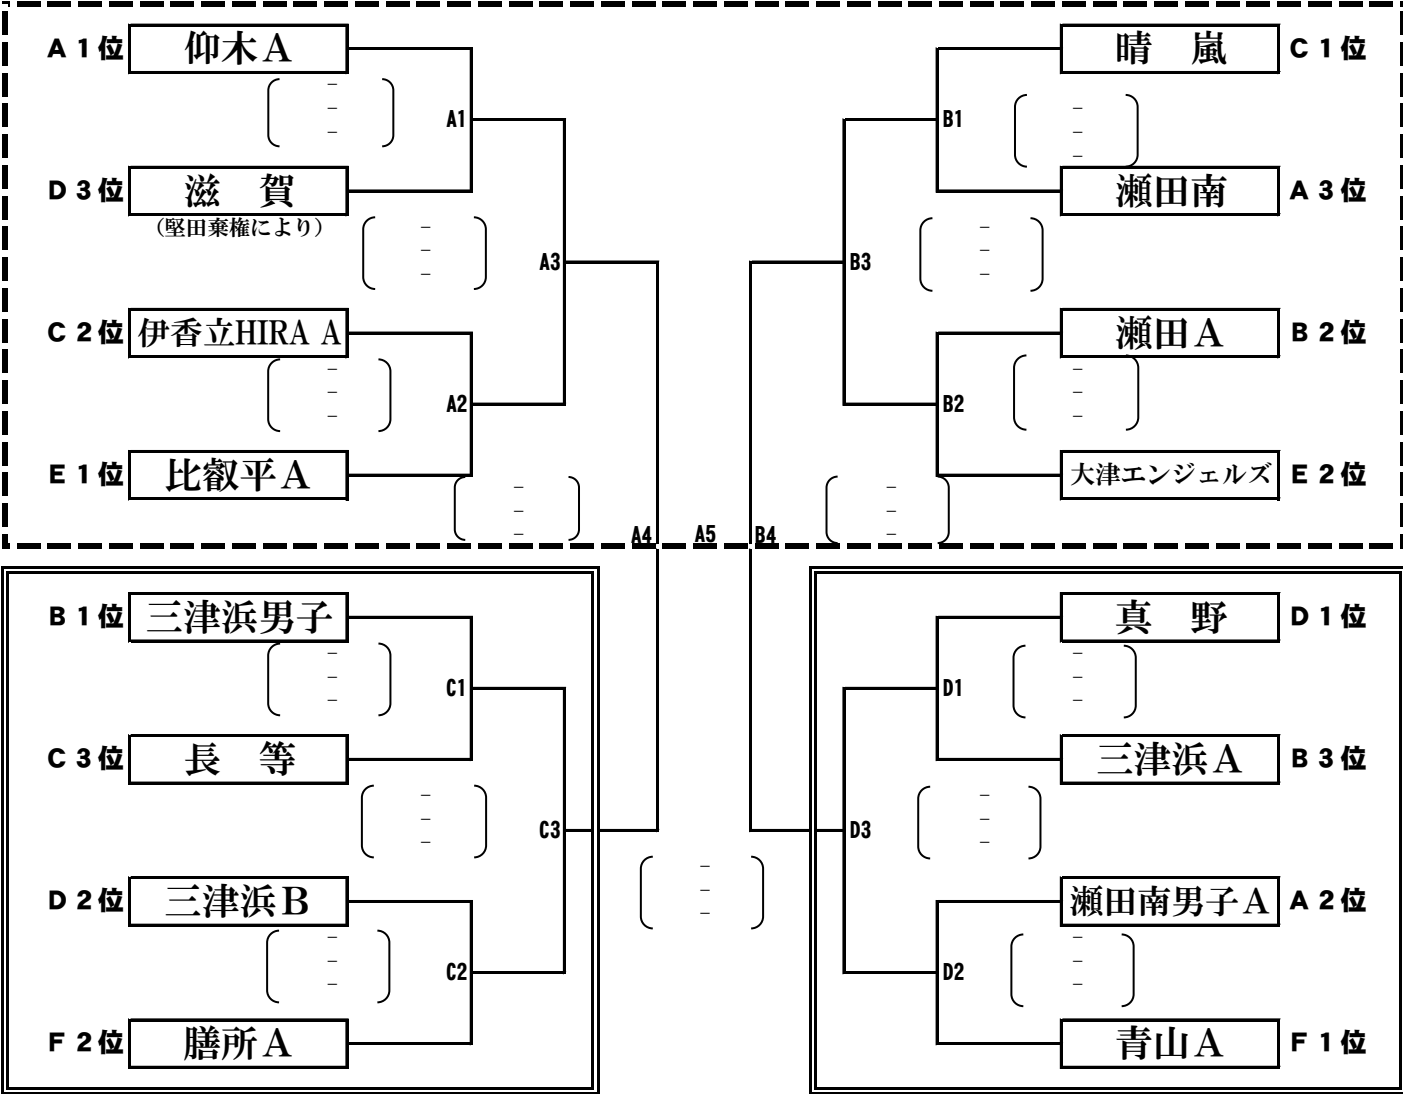 A1位 仰木A
D3位 滋　賀
（堅田棄権により）
C2位 伊香立HIRA A
E1位 比叡平A
A1
A2
A3
A4
A5
B1位 三津浜男子
C3位 長　等
D2位 三津浜B
F2位 膳所A
C1
C2
C3
晴　嵐 C1位
瀬田南 A3位
瀬田A B2位
大津エンジェルズ E2位
B1
B2
B3
B4
真　野 D1位
三津浜A B3位
瀬田南男子A A2位
青山A F1位
D1
D2
D3